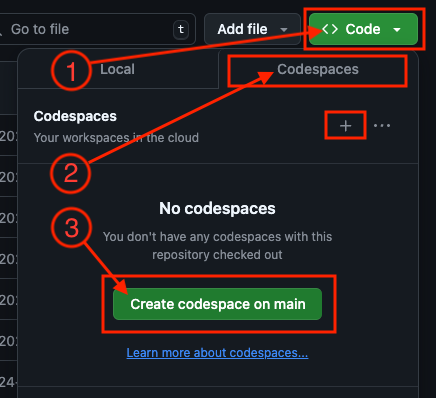 Go to file t Add file <> Code
1 Local Codespaces
Codespaces
Your workspaces in the cloud
2
No codespaces
3
You don't have any codespaces with this
repository checked out
Create codespace on main
Learn more about codespaces...